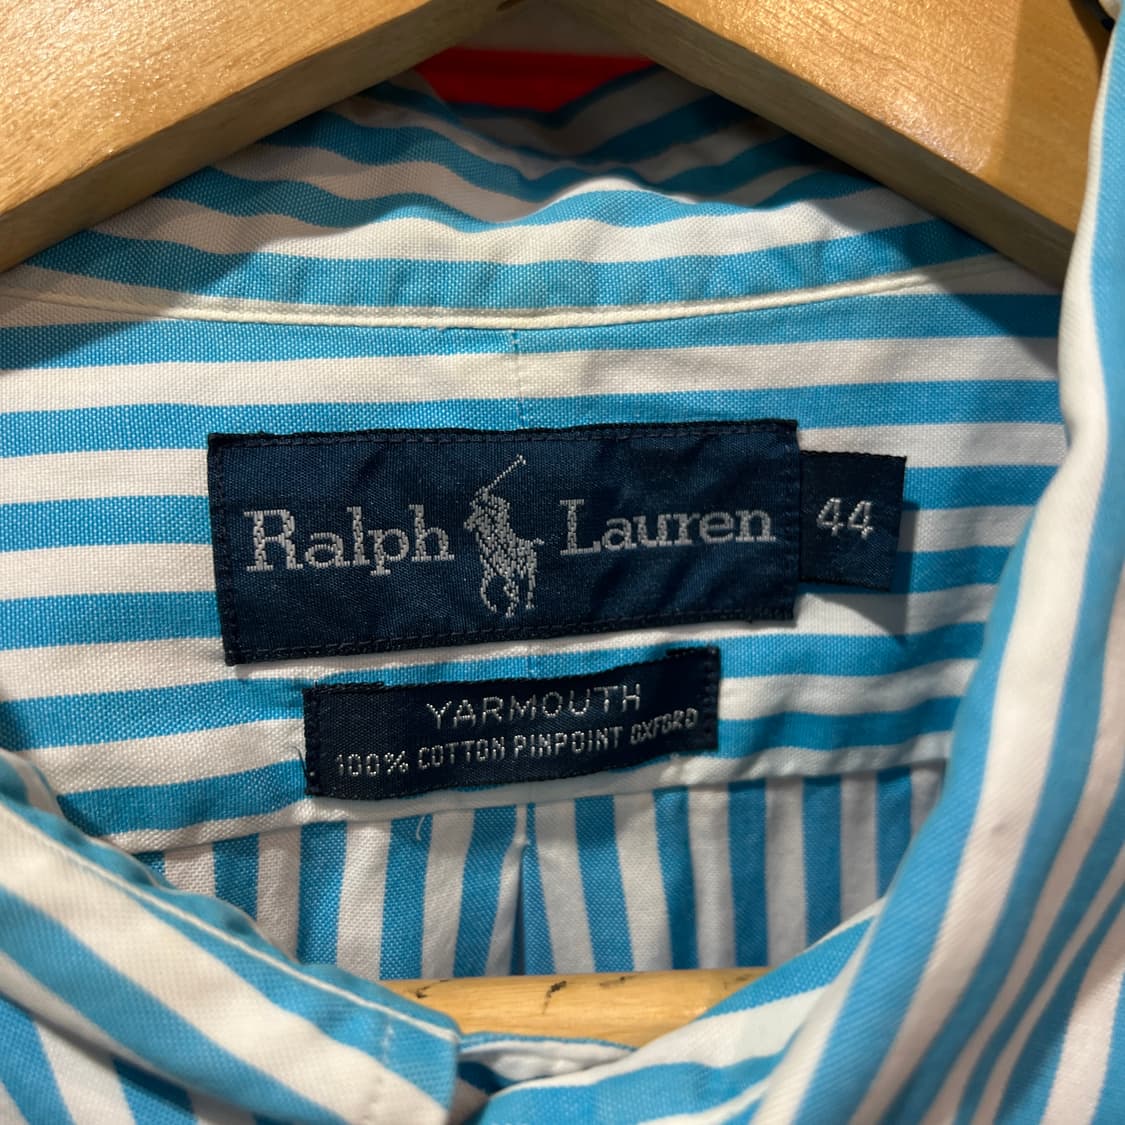 Ralph Lauren
44
YARMOUTH
100% COTTON PINPOINT OXFORD